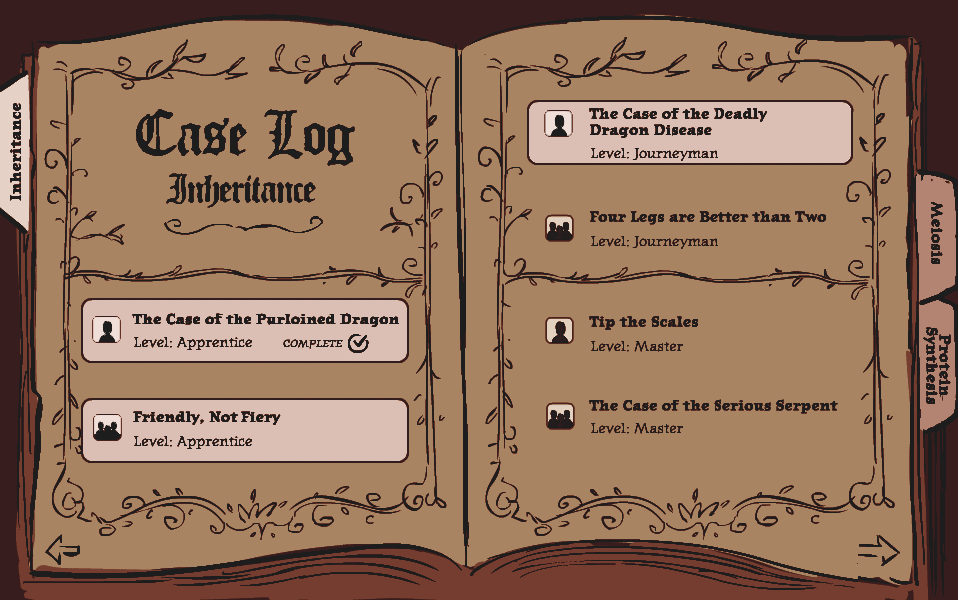 Inheritance
Case Log
Inheritance
The Case of the Purloined Dragon
Level: Apprentice
COMPLETE
Friendly, Not Fiery
Level: Apprentice
The Case of the Deadly
Dragon Disease
Level: Journeyman
Four Legs are Better than Two
Level: Journeyman
Tip the Scales
Level: Master
The Case of the Serious Serpent
Level: Master
Meiosis
Protein
Synthesis